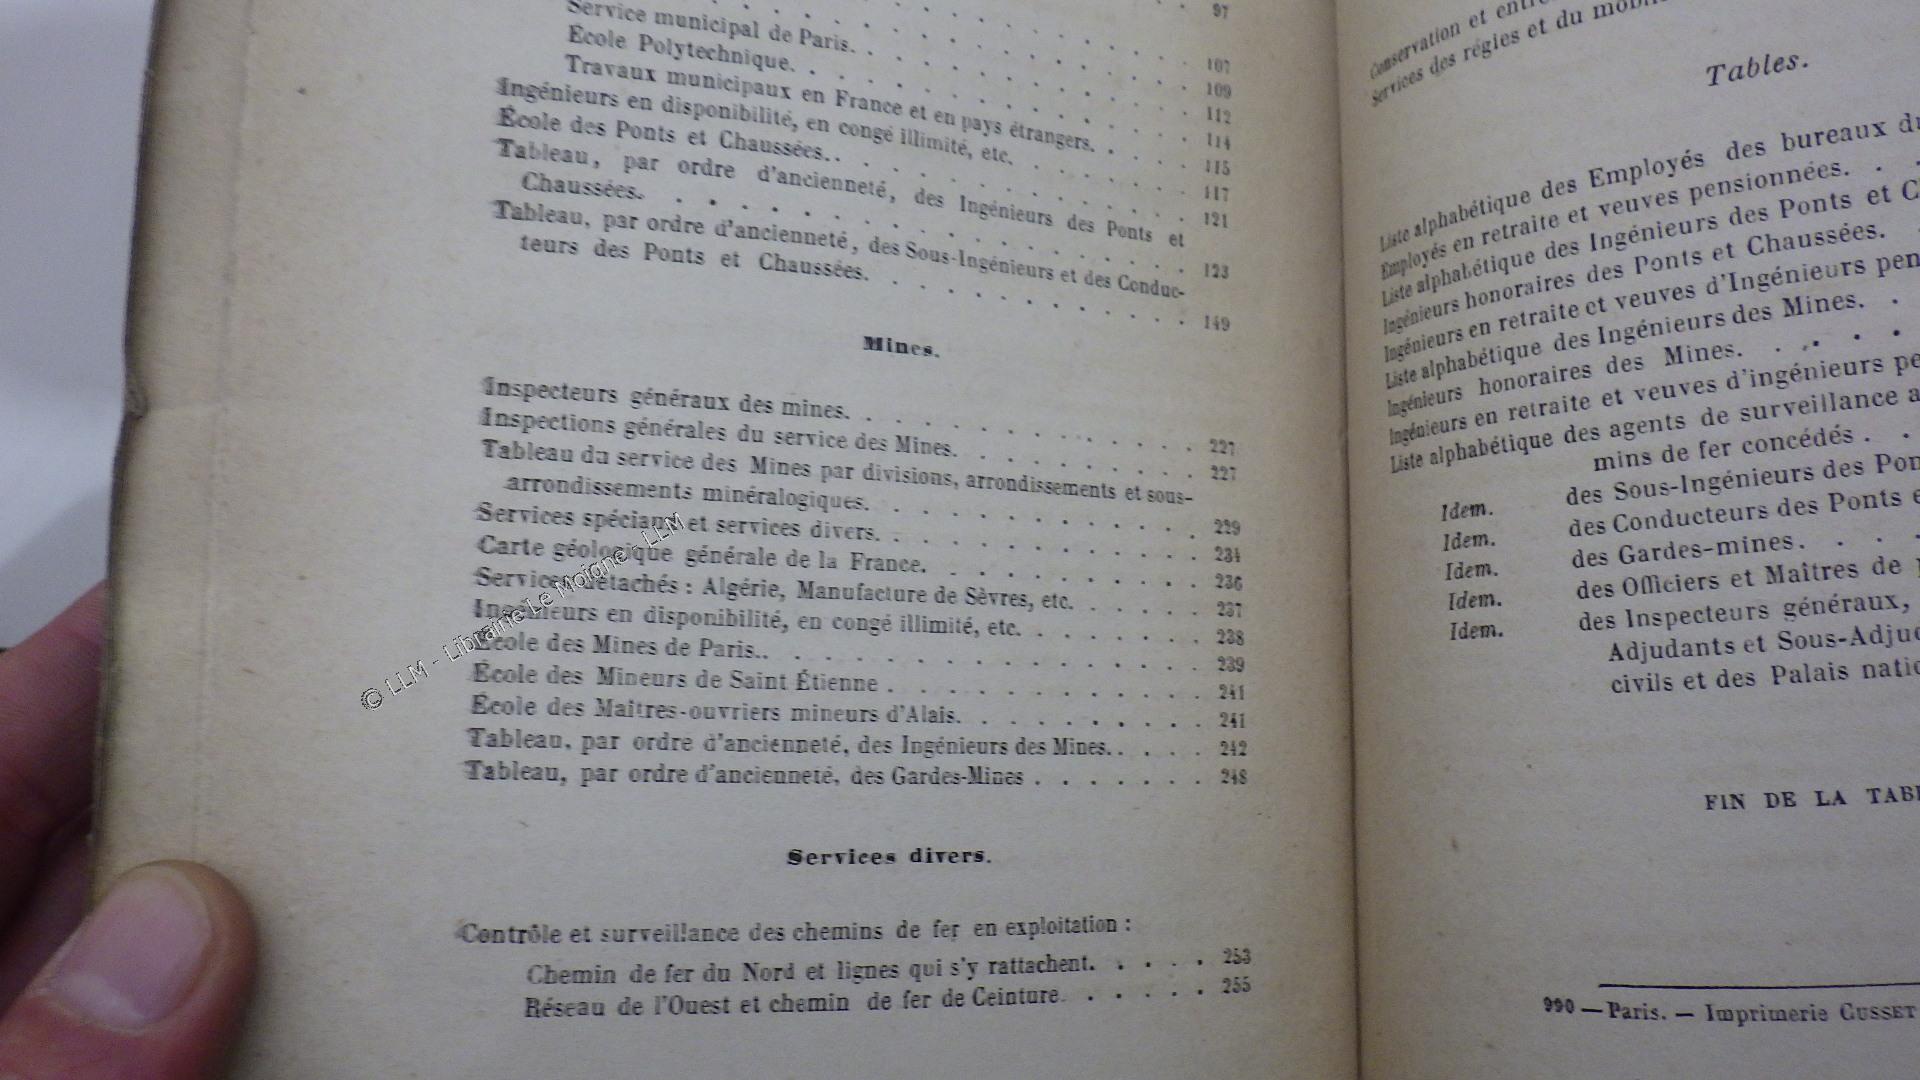 97
Service municipal de Paris. . . . 107
École Polytechnique. . . . 109
Travaux municipaux en France et en pays étrangers. . . . 112
Ingénieurs en disponibilité, en congé illimité, etc. . . . 114
École des Ponts et Chaussées. . . . 115
117
Tableau, par ordre d'ancienneté, des Ingénieurs des Ponts et 121
Chaussées. . . . 123
Tableau, par ordre d'ancienneté, des Sous-Ingénieurs et des Conduc-
teurs des Ponts et Chaussées. . . . 149
Mines.
Inspecteurs généraux des mines. . . . 227
Inspections générales du service des Mines. . . . 227
Tableau du service des Mines par divisions, arrondissements et sous-
arrondissements minéralogiques. . . . 229
Services spéciaux et services divers. . . . 234
Carte géologique générale de la France. . . . 236
Services détachés : Algérie, Manufacture de Sèvres, etc. . . . 237
Ingénieurs en disponibilité, en congé illimité, etc. . . . 238
École des Mines de Paris. . . . 239
École des Mineurs de Saint Étienne . . . 241
École des Maîtres-ouvriers mineurs d'Alais. . . . 241
Tableau, par ordre d'ancienneté, des Ingénieurs des Mines. . . . 242
Tableau, par ordre d'ancienneté, des Gardes-Mines . . . 248
Services divers.
Contrôle et surveillance des chemins de fer en exploitation :
Chemin de fer du Nord et lignes qui s'y rattachent. . . . 253
Réseau de l'Ouest et chemin de fer de Ceinture. . . . 255
© LLM - Librairie Le Moigne - LLM
Conservation et
Services des régies et du
Tables.
Liste alphabétique des Employés des bureaux
Employés en retraite et veuves pensionnées. . .
Liste alphabétique des Ingénieurs des Ponts et
Ingénieurs honoraires des Ponts et Chaussées.
Ingénieurs en retraite et veuves d'Ingénieurs
Liste alphabétique des Ingénieurs des Mines. .
Ingénieurs honoraires des Mines. . . .
Ingénieurs en retraite et veuves d'ingénieurs
Liste alphabétique des agents de surveillance
mins de fer concédés . .
Idem. des Sous-Ingénieurs des
Idem. des Conducteurs des Ponts
Idem. des Gardes-mines. . . .
Idem. des Officiers et Maîtres de
Idem. des Inspecteurs généraux,
Adjudants et
civils et des Palais
FIN DE LA
990 — Paris. — Imprimerie CUSSET